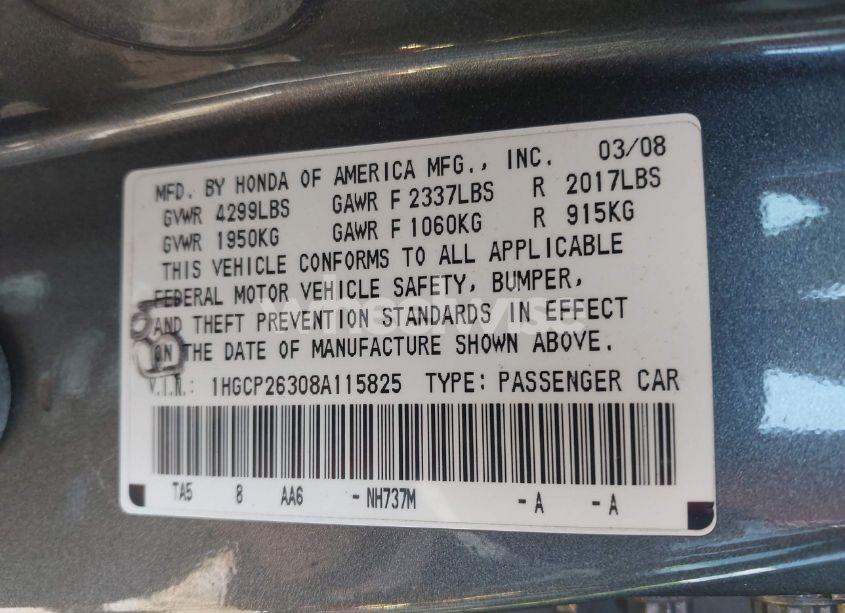 MFD. BY HONDA OF AMERICA MFG., INC. 03/08
GVWR 4299LBS GAWR F 2337LBS R 2017LBS
GVWR 1950KG GAWR F 1060KG R 915KG
THIS VEHICLE CONFORMS TO ALL APPLICABLE
FEDERAL MOTOR VEHICLE SAFETY, BUMPER,
AND THEFT PREVENTION STANDARDS IN EFFECT
ON THE DATE OF MANUFACTURE SHOWN ABOVE.
V.I.N.: 1HGCP26308A115825 TYPE: PASSENGER CAR
TA5 8 AA6 - NH737M - A - A